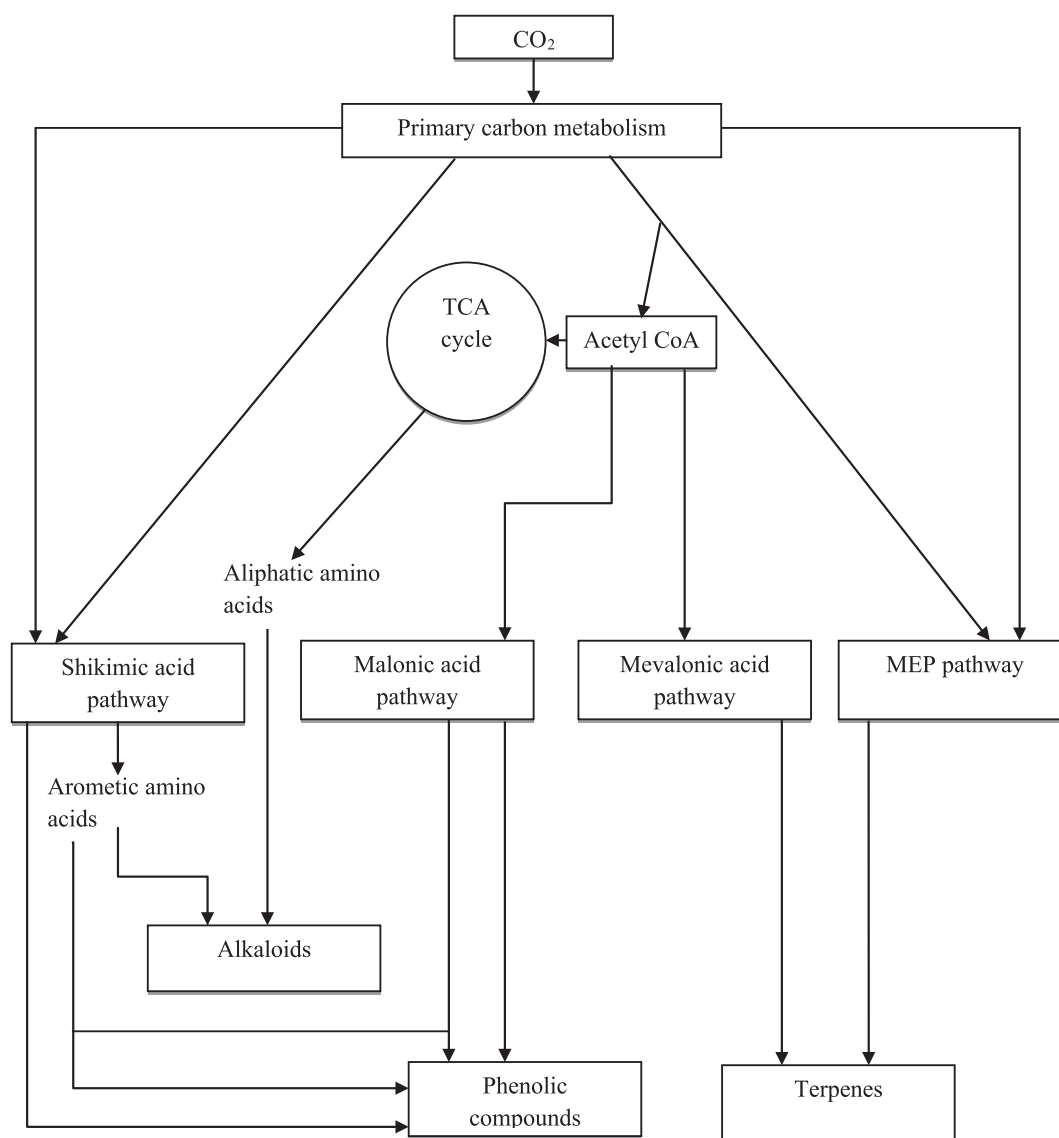 CO₂
Primary carbon metabolism
TCA
cycle
Acetyl CoA
Aliphatic amino
acids
Shikimic acid
pathway
Malonic acid
pathway
Mevalonic acid
pathway
MEP pathway
Arometic amino
acids
Alkaloids
Phenolic
compounds
Terpenes